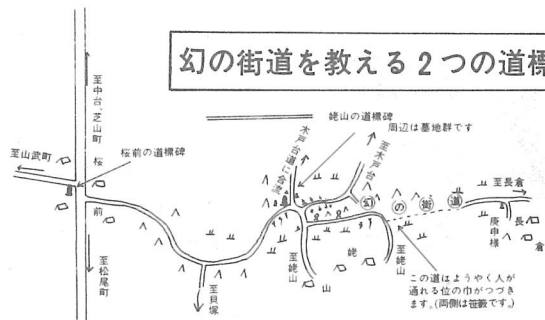 幻の街道を教える2つの道標
至中台、芝山町
桜
前
至山武町
桜前の道標碑
至松尾町
至貝塚
木戸台道に合流
姥山の道標碑
周辺は墓地群です
至木戸台
幻の街道
至長倉
長倉
庚申様
至姥山
姥
山
至姥山
この道はようやく人が
通れる位の巾がつづき
ます。(両側は笹籔です。)